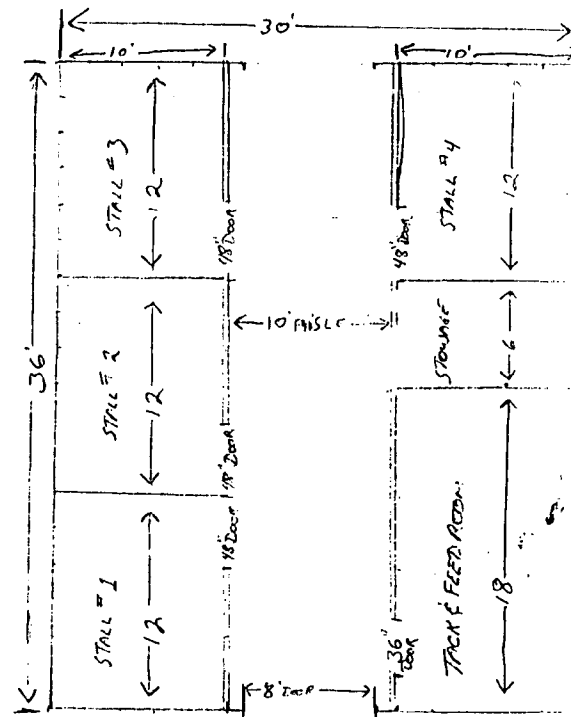 30'
10'
10'
36'
STALL #3
12
48" DOOR
STALL #4
12
48" DOOR
10' AISLE
STORAGE
6
STALL #2
12
48" DOOR
48" DOOR
STALL #1
12
TACK & FEED ROOM
18
36"
DOOR
8' DOOR